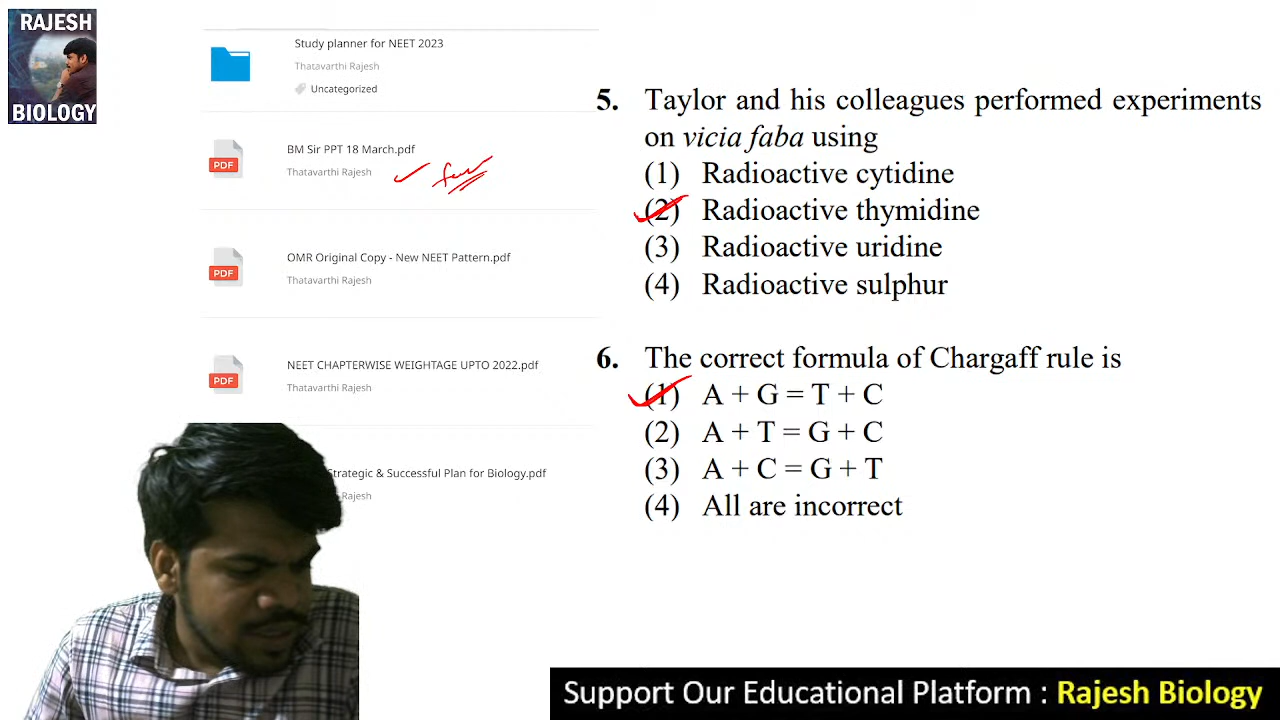 RAJESH
BIOLOGY
Study planner for NEET 2023
Thatavarthi Rajesh
Uncategorized
BM Sir PPT 18 March.pdf
Thatavarthi Rajesh
PDF
OMR Original Copy - New NEET Pattern.pdf
Thatavarthi Rajesh
PDF
NEET CHAPTERWISE WEIGHTAGE UPTO 2022.pdf
Thatavarthi Rajesh
PDF
Strategic & Successful Plan for Biology.pdf
Rajesh
5. Taylor and his colleagues performed experiments
on vicia faba using
(1) Radioactive cytidine
(2) Radioactive thymidine
(3) Radioactive uridine
(4) Radioactive sulphur
6. The correct formula of Chargaff rule is
(1) A + G = T + C
(2) A + T = G + C
(3) A + C = G + T
(4) All are incorrect
Support Our Educational Platform : Rajesh Biology